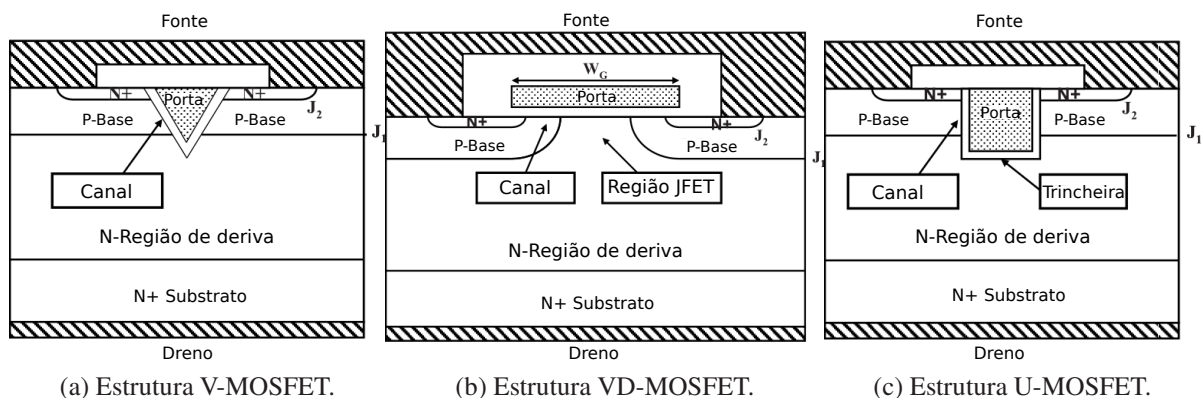 Fonte
N+
Porta
N+
J2
P-Base
P-Base
J1
Canal
N-Região de deriva
N+ Substrato
Dreno
(a) Estrutura V-MOSFET.
Fonte
WG
Porta
N+
N+
J2
P-Base
P-Base
J1
Canal
Região JFET
N-Região de deriva
N+ Substrato
Dreno
(b) Estrutura VD-MOSFET.
Fonte
N+
N+
Porta
J2
P-Base
P-Base
J1
Canal
Trincheira
N-Região de deriva
N+ Substrato
Dreno
(c) Estrutura U-MOSFET.